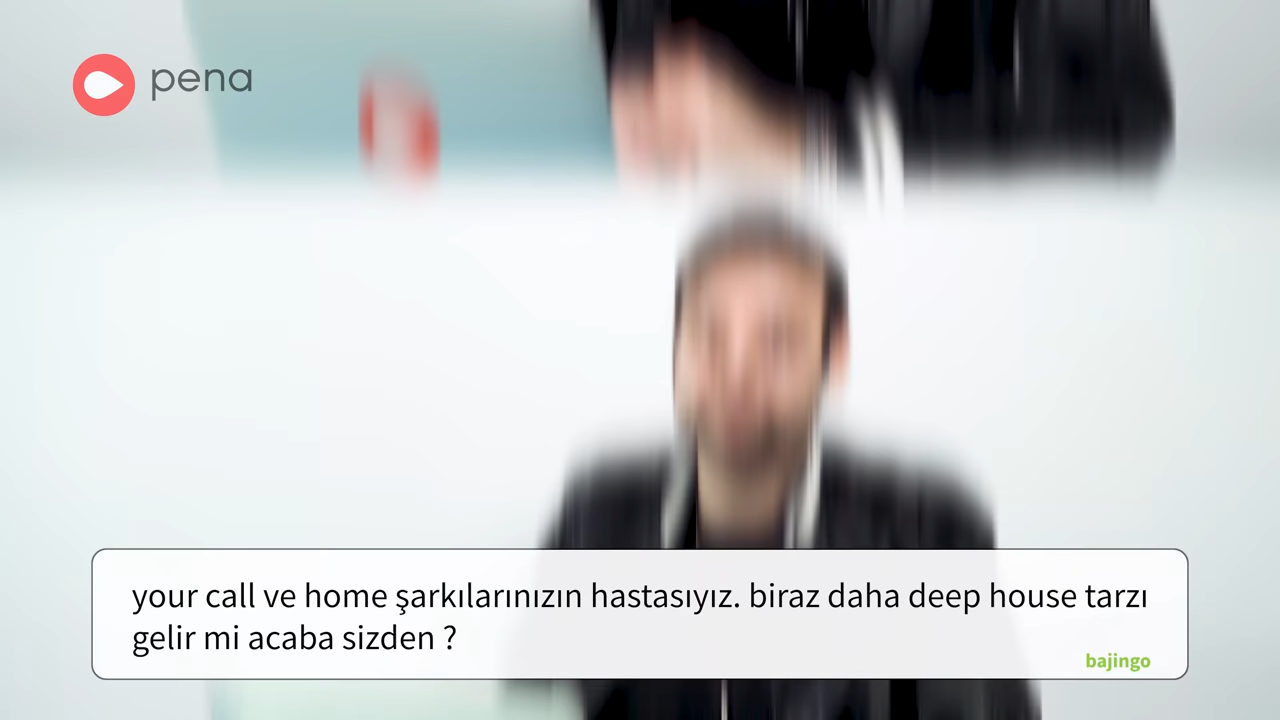 pena
your call ve home şarkılarınızın hastasıyız. biraz daha deep house tarzı
gelir mi acaba sizden ?
bajingo